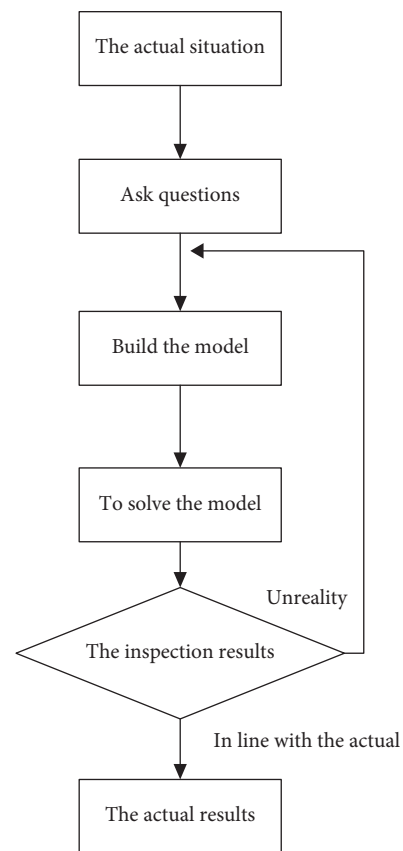 The actual situation
Ask questions
Build the model
To solve the model
Unreality
The inspection results
In line with the actual
The actual results